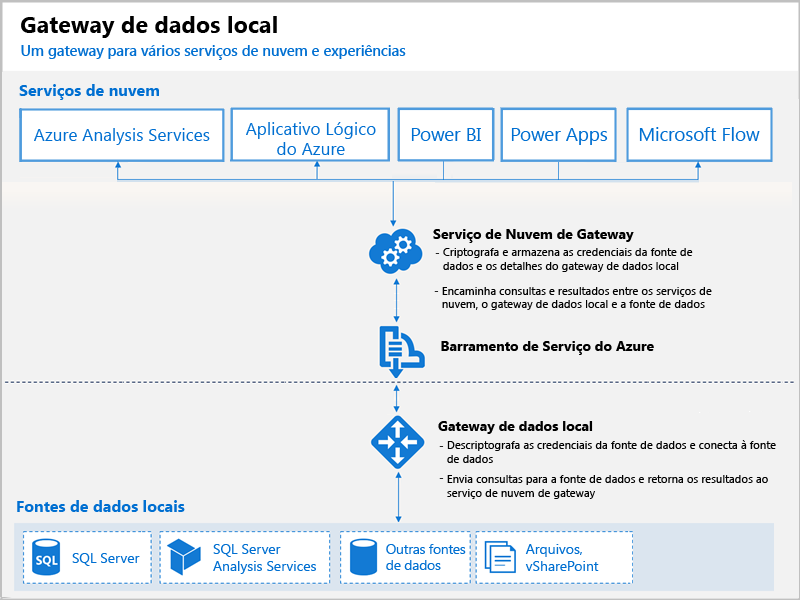 Gateway de dados local
Um gateway para vários serviços de nuvem e experiências
Serviços de nuvem
Azure Analysis Services
Aplicativo Lógico
do Azure
Power BI
Power Apps
Microsoft Flow
Serviço de Nuvem de Gateway
- Criptografa e armazena as credenciais da fonte de
dados e os detalhes do gateway de dados local
- Encaminha consultas e resultados entre os serviços de
nuvem, o gateway de dados local e a fonte de dados
Barramento de Serviço do Azure
Gateway de dados local
- Descriptografa as credenciais da fonte de dados e conecta à fonte
de dados
- Envia consultas para a fonte de dados e retorna os resultados ao
serviço de nuvem de gateway
Fontes de dados locais
SQL
SQL Server
SQL Server
Analysis Services
Outras fontes
de dados
Arquivos,
vSharePoint